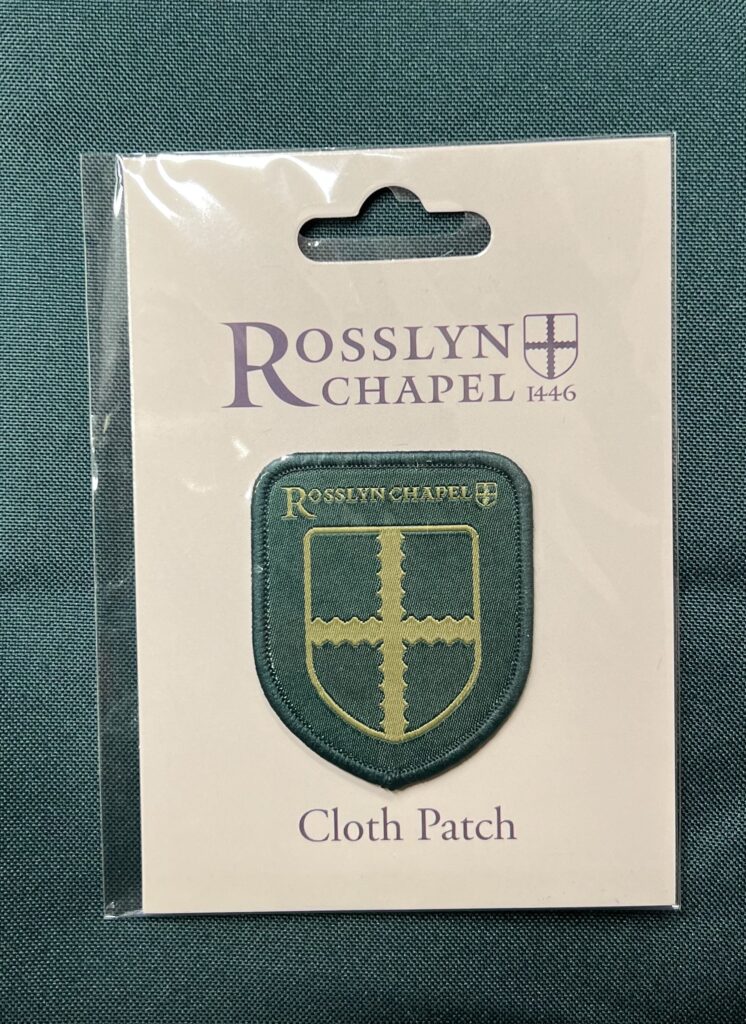 ROSSLYN
CHAPEL 1446
ROSSLYN CHAPEL
Cloth Patch